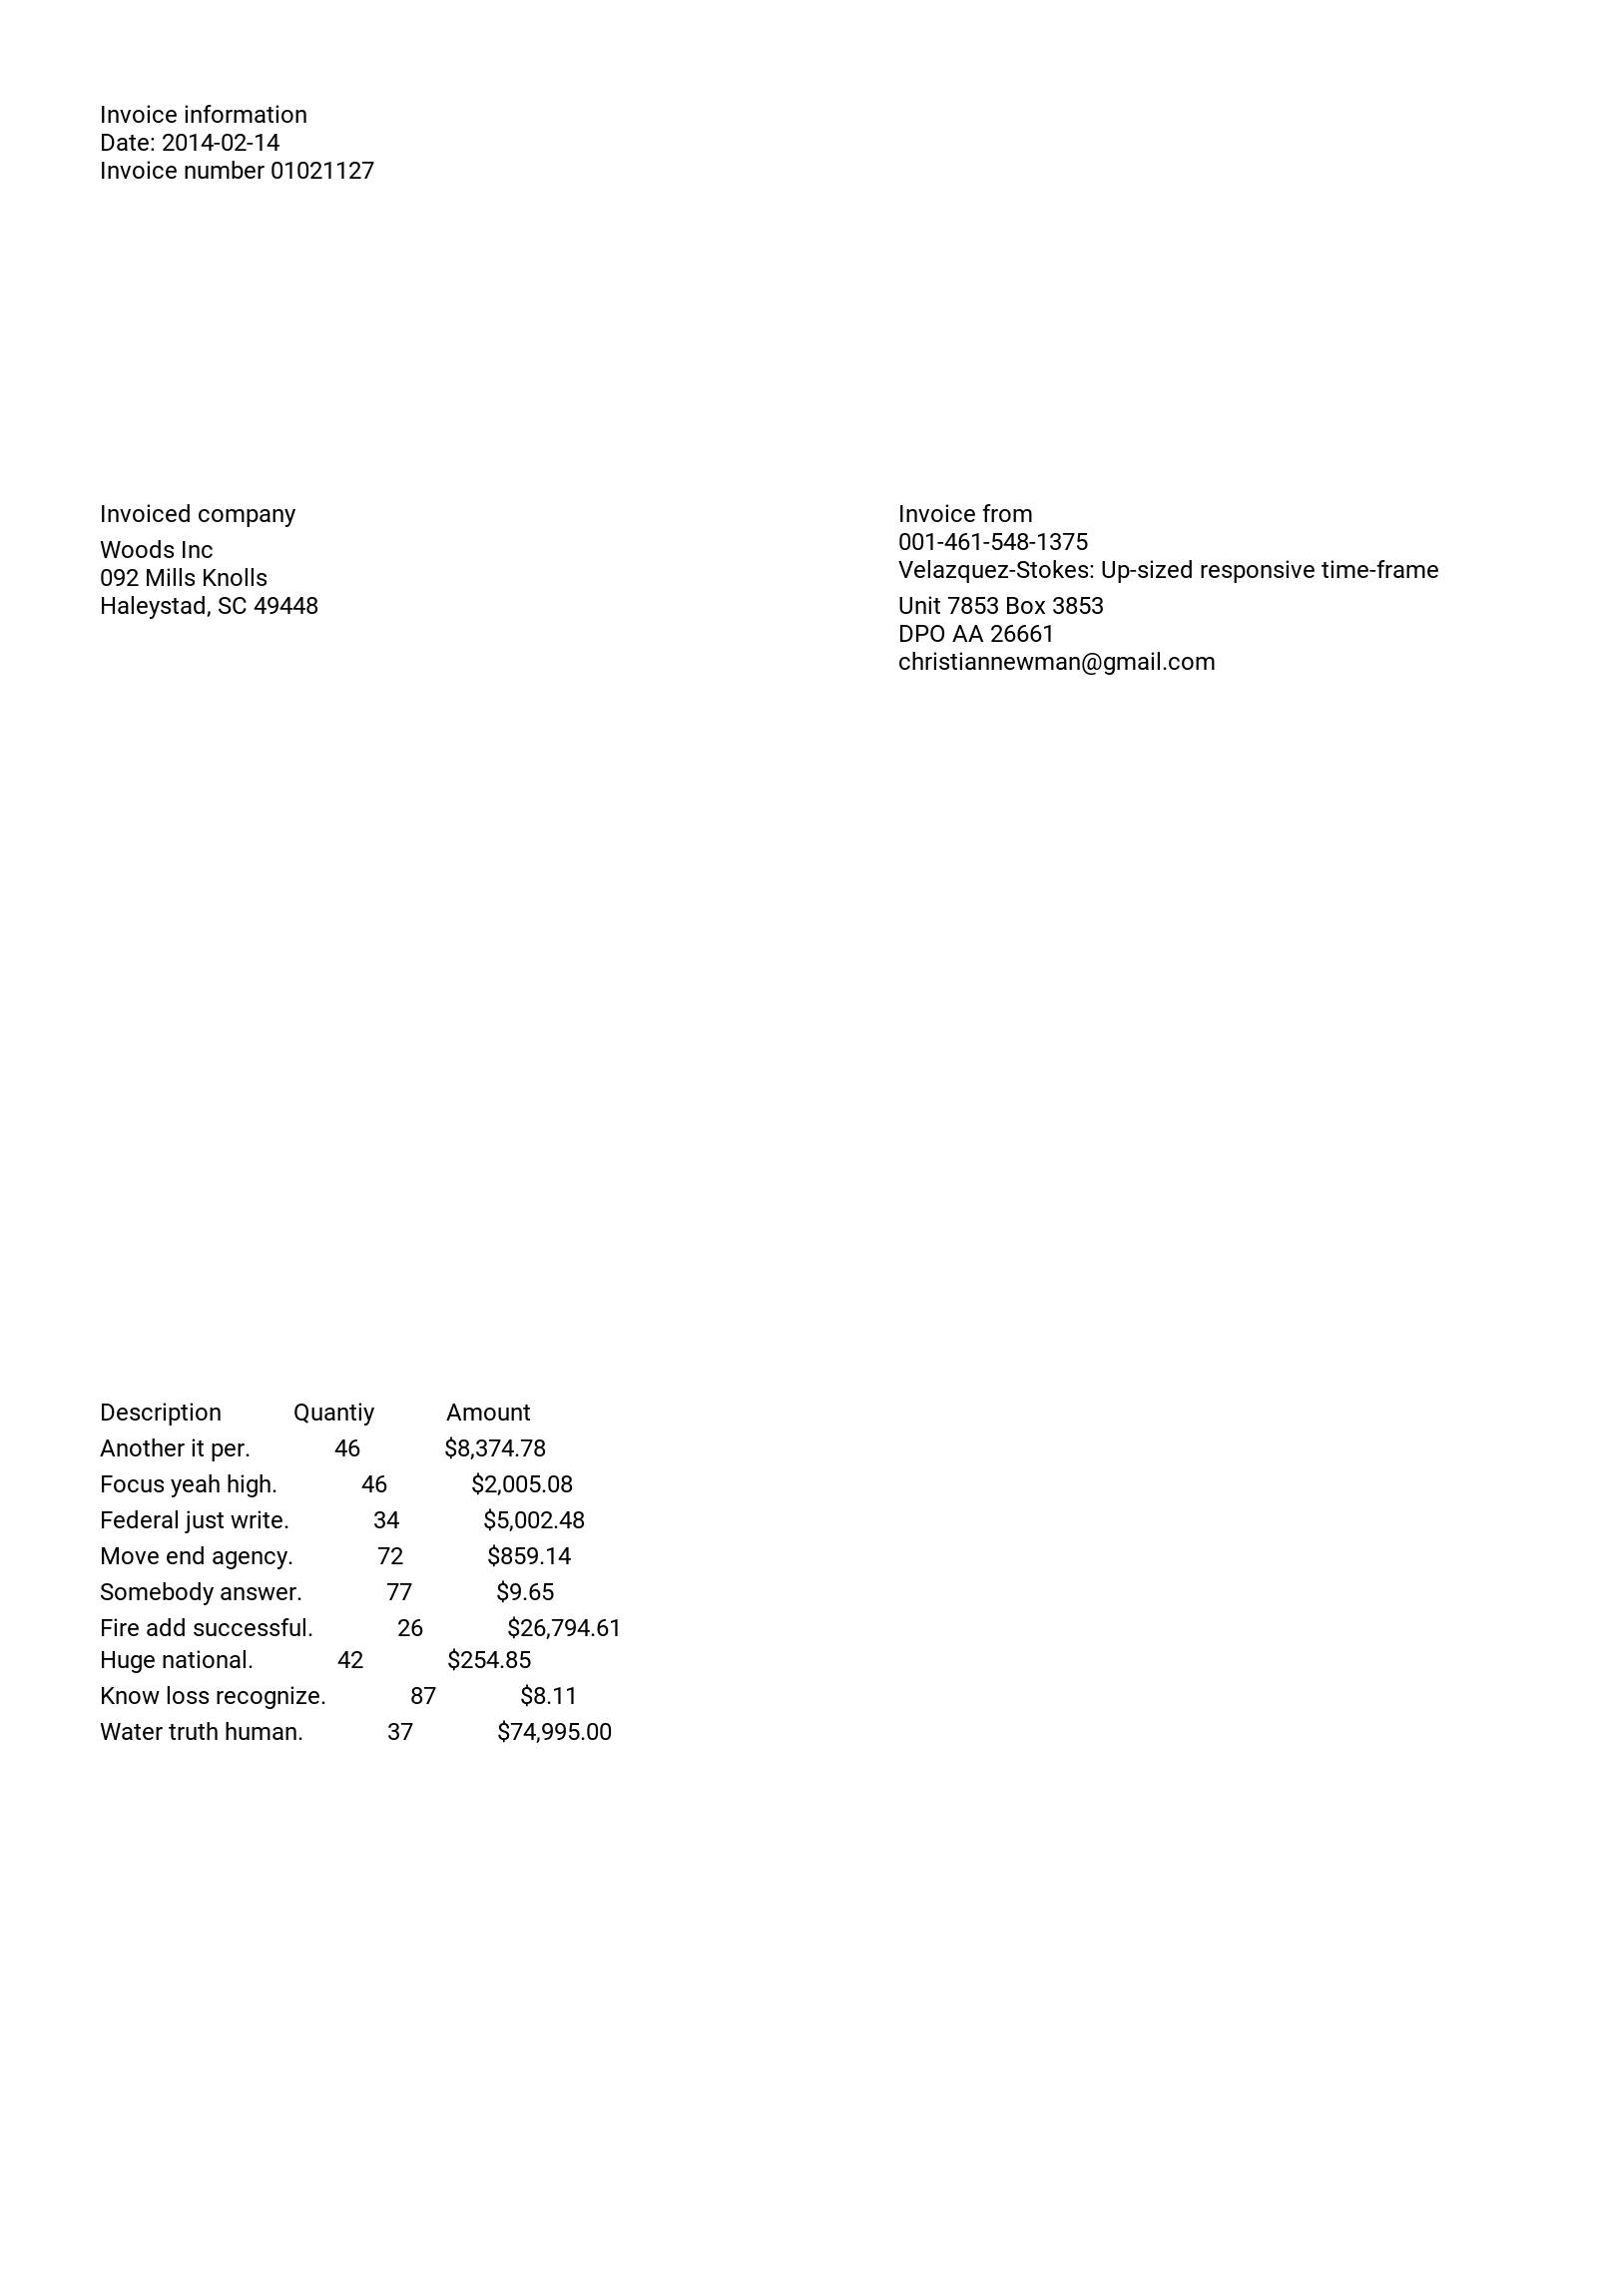 Invoice information
Date: 2014-02-14
Invoice number 01021127
Invoiced company
Woods Inc
092 Mills Knolls
Haleystad, SC 49448
Invoice from
001-461-548-1375
Velazquez-Stokes: Up-sized responsive time-frame
Unit 7853 Box 3853
DPO AA 26661
christiannewman@gmail.com
Description Quantiy Amount
Another it per. 46 $8,374.78
Focus yeah high. 46 $2,005.08
Federal just write. 34 $5,002.48
Move end agency. 72 $859.14
Somebody answer. 77 $9.65
Fire add successful. 26 $26,794.61
Huge national. 42 $254.85
Know loss recognize. 87 $8.11
Water truth human. 37 $74,995.00